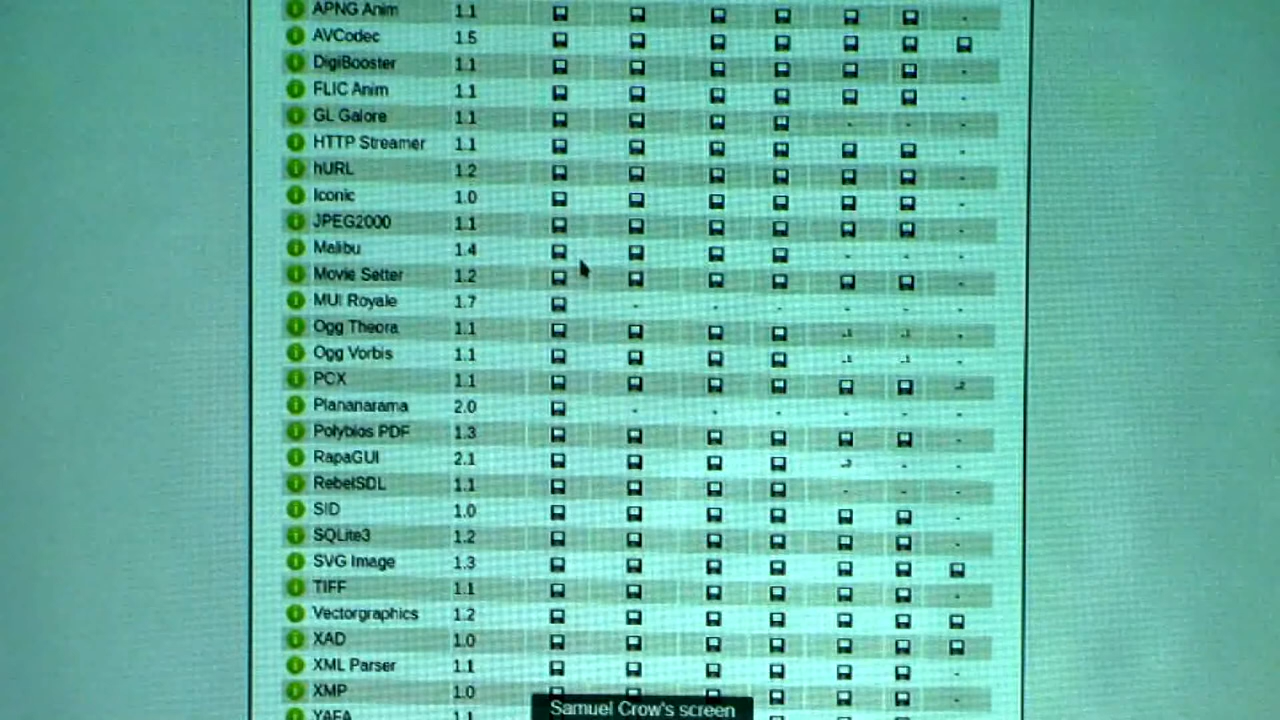 APNG Anim 1.1
AVCodec 1.5
DigiBooster 1.1
FLIC Anim 1.1
GL Galore 1.1
HTTP Streamer 1.1
hURL 1.2
Iconic 1.0
JPEG2000 1.1
Malibu 1.4
Movie Setter 1.2
MUI Royale 1.7
Ogg Theora 1.1
Ogg Vorbis 1.1
PCX 1.1
Plananarama 2.0
Polybios PDF 1.3
RapaGUI 2.1
RebelSDL 1.1
SID 1.0
SQLite3 1.2
SVG Image 1.3
TIFF 1.1
Vectorgraphics 1.2
XAD 1.0
XML Parser 1.1
XMP 1.0
YAFA 1.1
Samuel Crow's screen